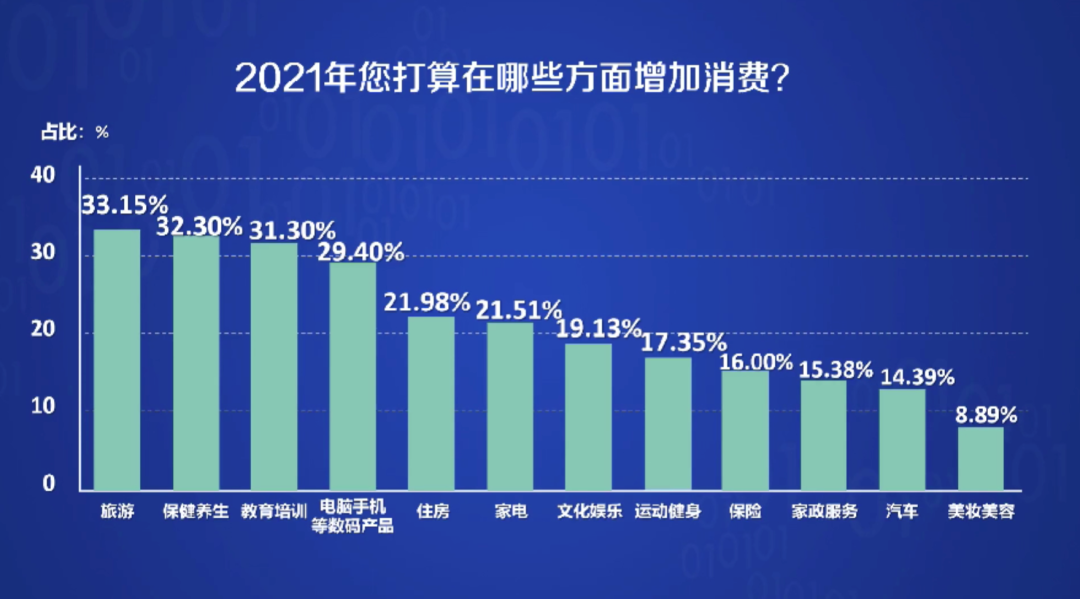 2021年您打算在哪些方面增加消费?
占比：%
40
30
20
10
0
33.15%
32.30%
31.30%
29.40%
21.98%
21.51%
19.13%
17.35%
16.00%
15.38%
14.39%
8.89%
旅游
保健养生
教育培训
电脑手机
等数码产品
住房
家电
文化娱乐
运动健身
保险
家政服务
汽车
美妆美容